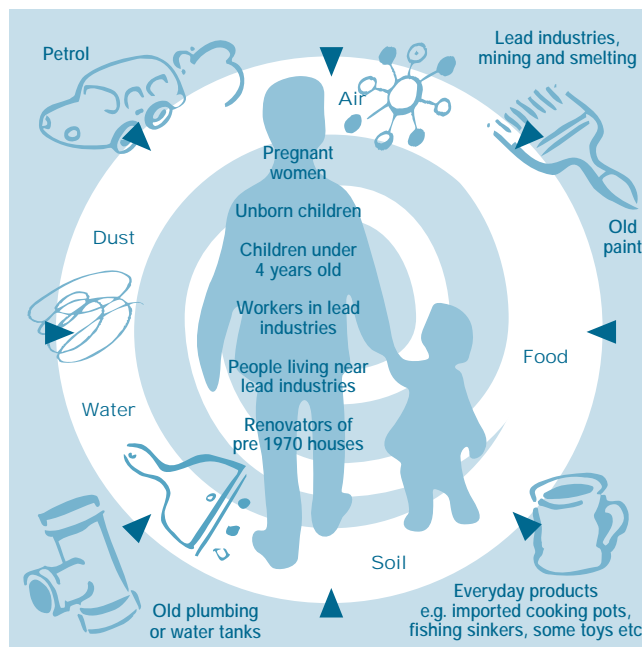 Petrol
Lead industries,
mining and smelting
Air
Pregnant
women
Unborn children
Old
paint
Dust
Children under
4 years old
Workers in lead
industries
Food
People living near
lead industries
Water
Renovators of
pre 1970 houses
Soil
Old plumbing
or water tanks
Everyday products
e.g. imported cooking pots,
fishing sinkers, some toys etc